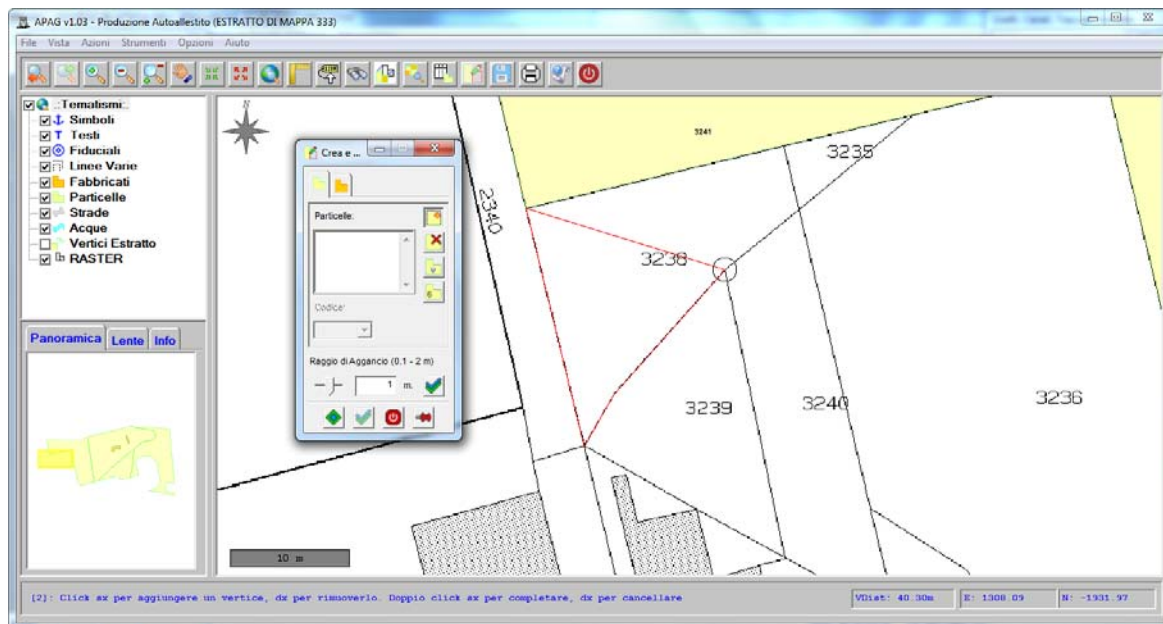 APAG v1.03 - Produzione Autoallestito (ESTRATTO DI MAPPA 333)
File Vista Azioni Strumenti Opzioni Aiuto
.:Tematismi:.
Simboli
T Testi
Fiduciali
Linee Varie
Fabbricati
Particelle
Strade
Acque
Vertici Estratto
RASTER
Panoramica Lente Info
N
Crea e ...
Particelle:
Codice:
Raggio di Aggancio (0.1 - 2 m)
1 m.
2340
3241
3235
3238
3239
3240
3236
10 m
[2]: Click sx per aggiungere un vertice, dx per rimuoverlo. Doppio click sx per completare, dx per cancellare
VDist: 40.30m
E: 1308.09
N: -1931.97